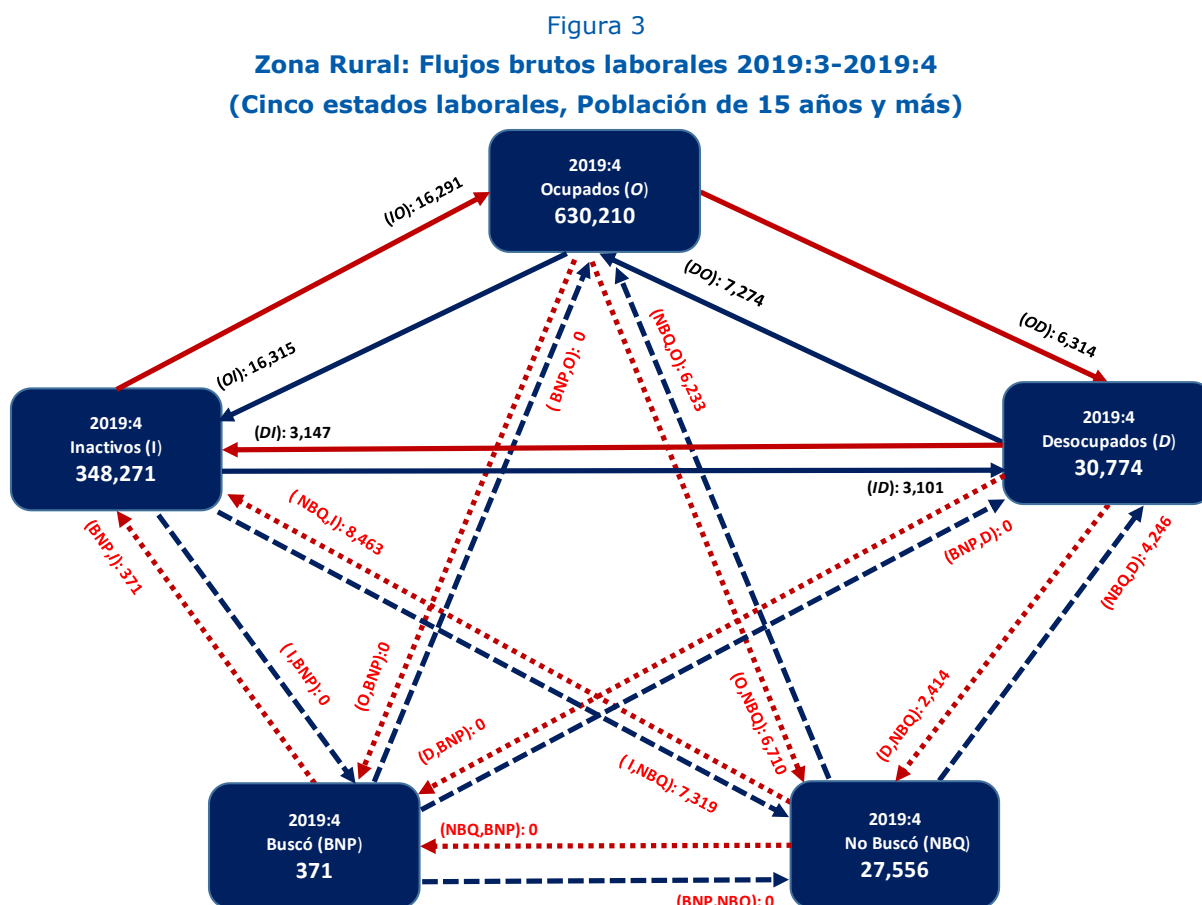 Figura 3
Zona Rural: Flujos brutos laborales 2019:3-2019:4
(Cinco estados laborales, Población de 15 años y más)
2019:4
Ocupados (O)
630,210
(IO): 16,291
(OI): 16,315
(DO): 7,274
(OD): 6,314
(BNP,O): 0
(NBQ,O): 6,233
2019:4
Inactivos (I)
348,271
(DI): 3,147
(ID): 3,101
2019:4
Desocupados (D)
30,774
(NBQ,I): 8,463
(BNP,I): 371
(BNP,D): 0
(NBQ,D): 4,246
(I,BNP): 0
(O,BNP):0
(D,BNP): 0
(I,NBQ): 7,319
(O,NBQ): 6,710
(D,NBQ): 2,414
2019:4
Buscó (BNP)
371
(NBQ,BNP): 0
(BNP,NBQ): 0
2019:4
No Buscó (NBQ)
27,556